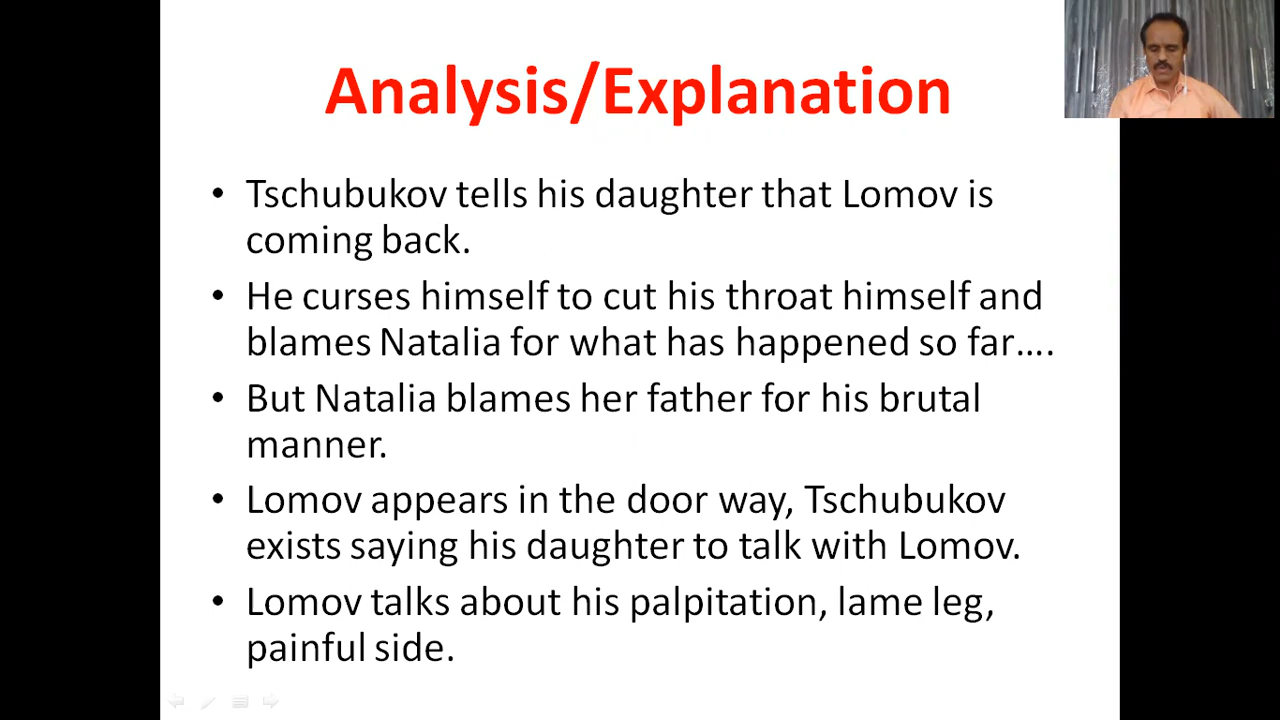 Analysis/Explanation
• Tschubukov tells his daughter that Lomov is
coming back.
• He curses himself to cut his throat himself and
blames Natalia for what has happened so far....
• But Natalia blames her father for his brutal
manner.
• Lomov appears in the door way, Tschubukov
exists saying his daughter to talk with Lomov.
• Lomov talks about his palpitation, lame leg,
painful side.